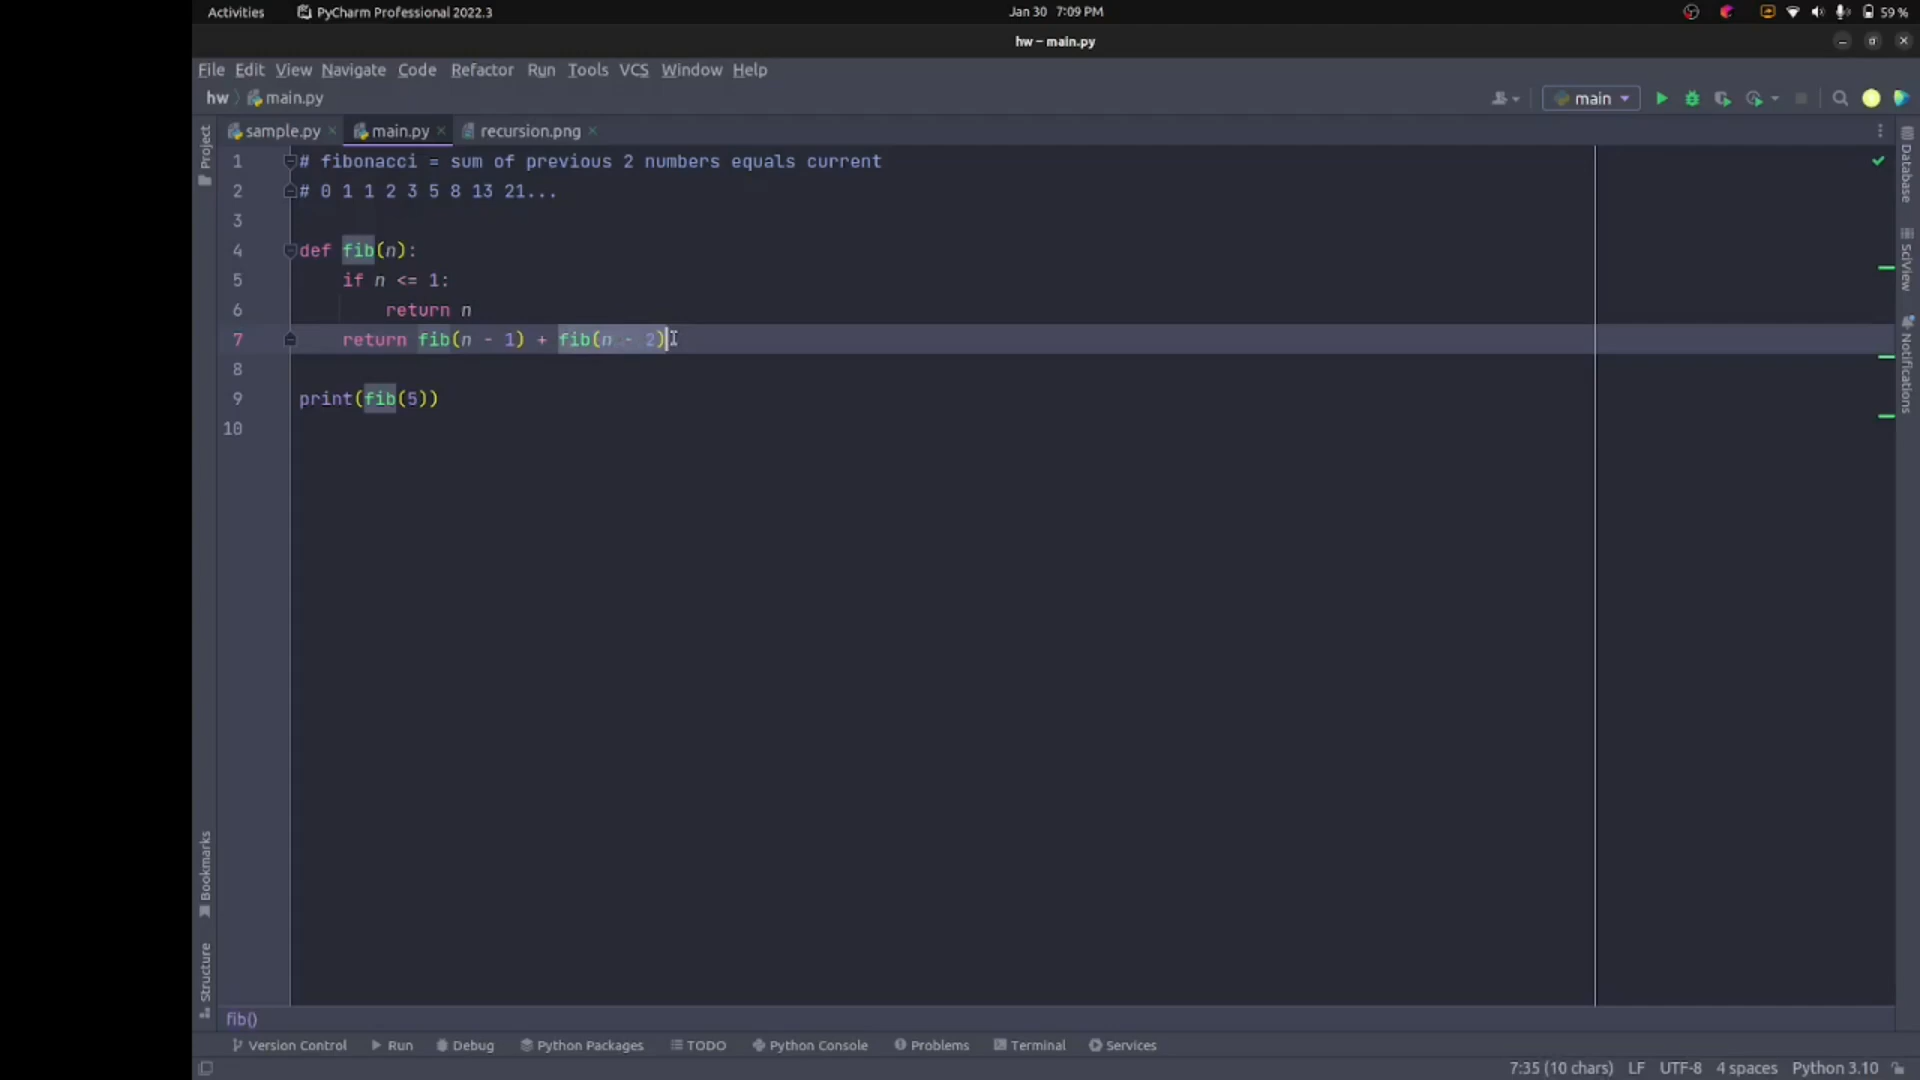 Activities PyCharm Professional 2022.3 Jan 30 7:09 PM 59 %
hw – main.py
File Edit View Navigate Code Refactor Run Tools VCS Window Help
hw main.py main
sample.py main.py recursion.png
1 # fibonacci = sum of previous 2 numbers equals current
2 # 0 1 1 2 3 5 8 13 21...
3
4 def fib(n):
5 if n <= 1:
6 return n
7 return fib(n - 1) + fib(n - 2)
8
9 print(fib(5))
10
Project
Bookmarks
Structure
Database
SciView
Notifications
fib()
Version Control Run Debug Python Packages TODO Python Console Problems Terminal Services
7:35 (10 chars) LF UTF-8 4 spaces Python 3.10